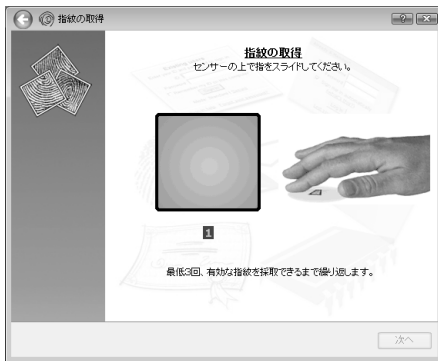 指紋の取得
指紋の取得
センサーの上で指をスライドしてください。
1
最低3回、有効な指紋を採取できるまで繰り返します。
次へ